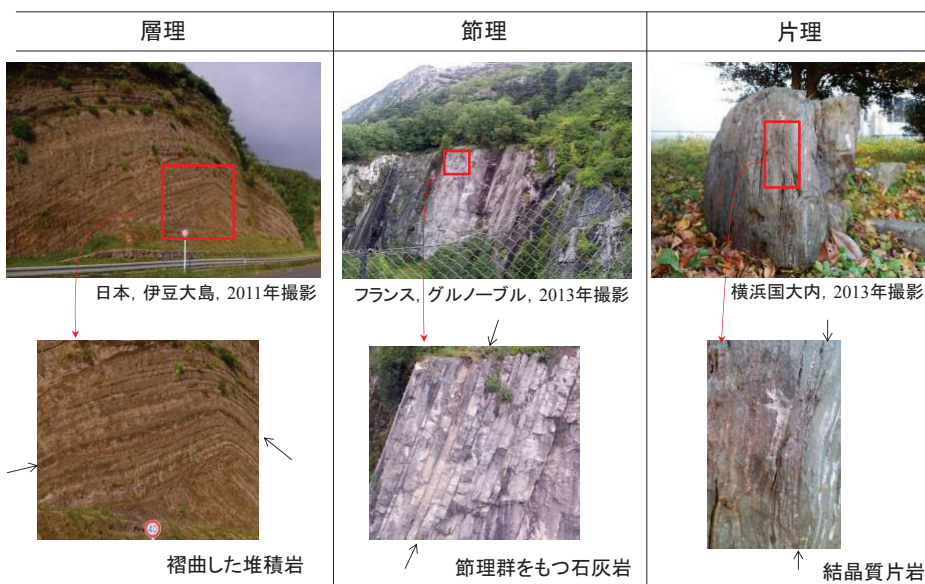 層理
節理
片理
日本, 伊豆大島, 2011年撮影
フランス, グルノーブル, 2013年撮影
横浜国大内, 2013年撮影
40
褶曲した堆積岩
節理群をもつ石灰岩
結晶質片岩